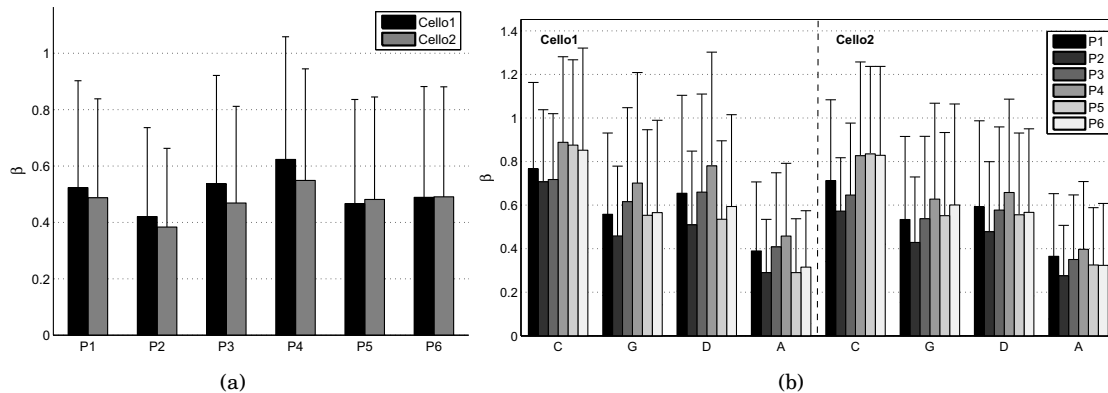 Cello1
Cello2
1
0.8
0.6
0.4
0.2
0
β
P1 P2 P3 P4 P5 P6
(a)
Cello1 Cello2
P1
P2
P3
P4
P5
P6
1.4
1.2
1
0.8
0.6
0.4
0.2
0
β
C G D A C G D A
(b)